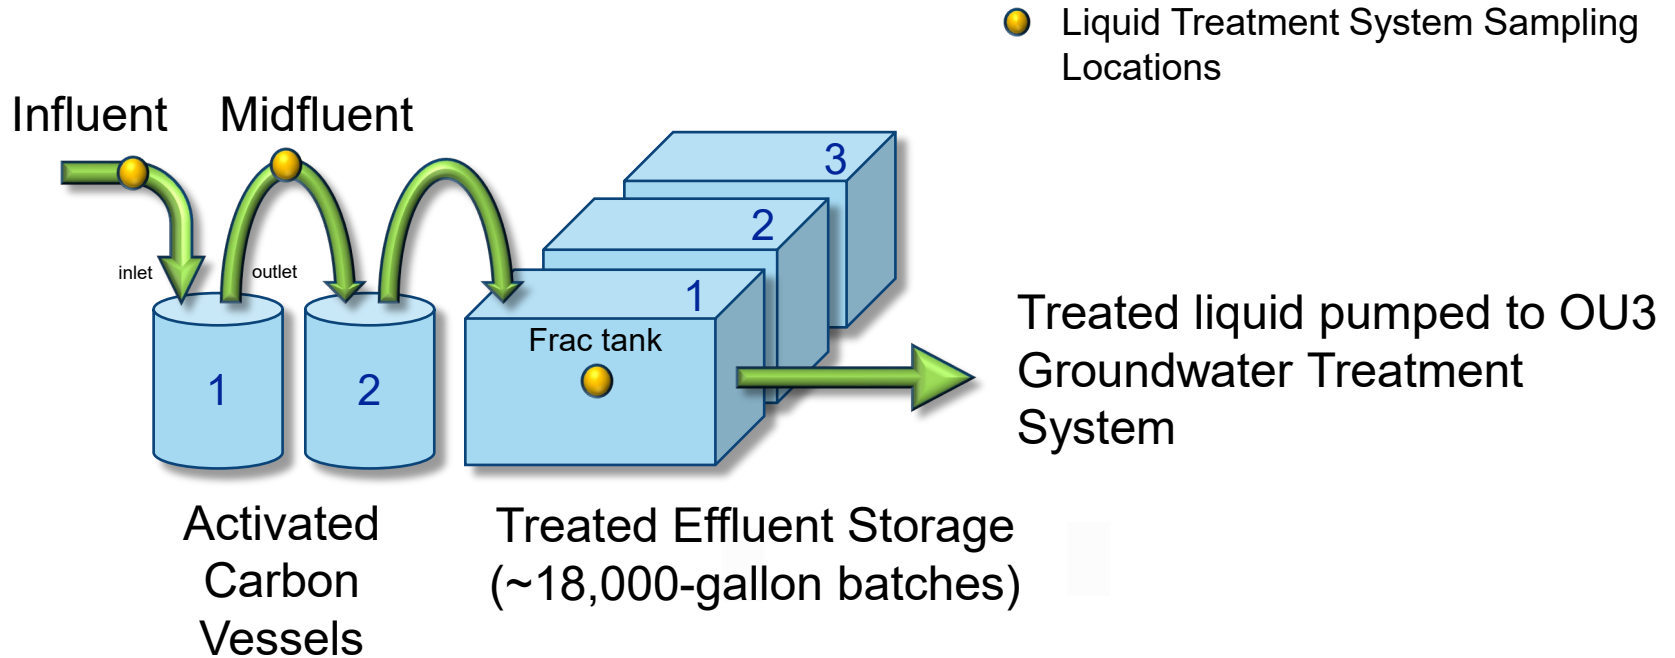 Liquid Treatment System Sampling
Locations
Influent
Midfluent
3
2
inlet
outlet
1
Frac tank
1
2
Treated liquid pumped to OU3
Groundwater Treatment
System
Activated
Carbon
Vessels
Treated Effluent Storage
(~18,000-gallon batches)